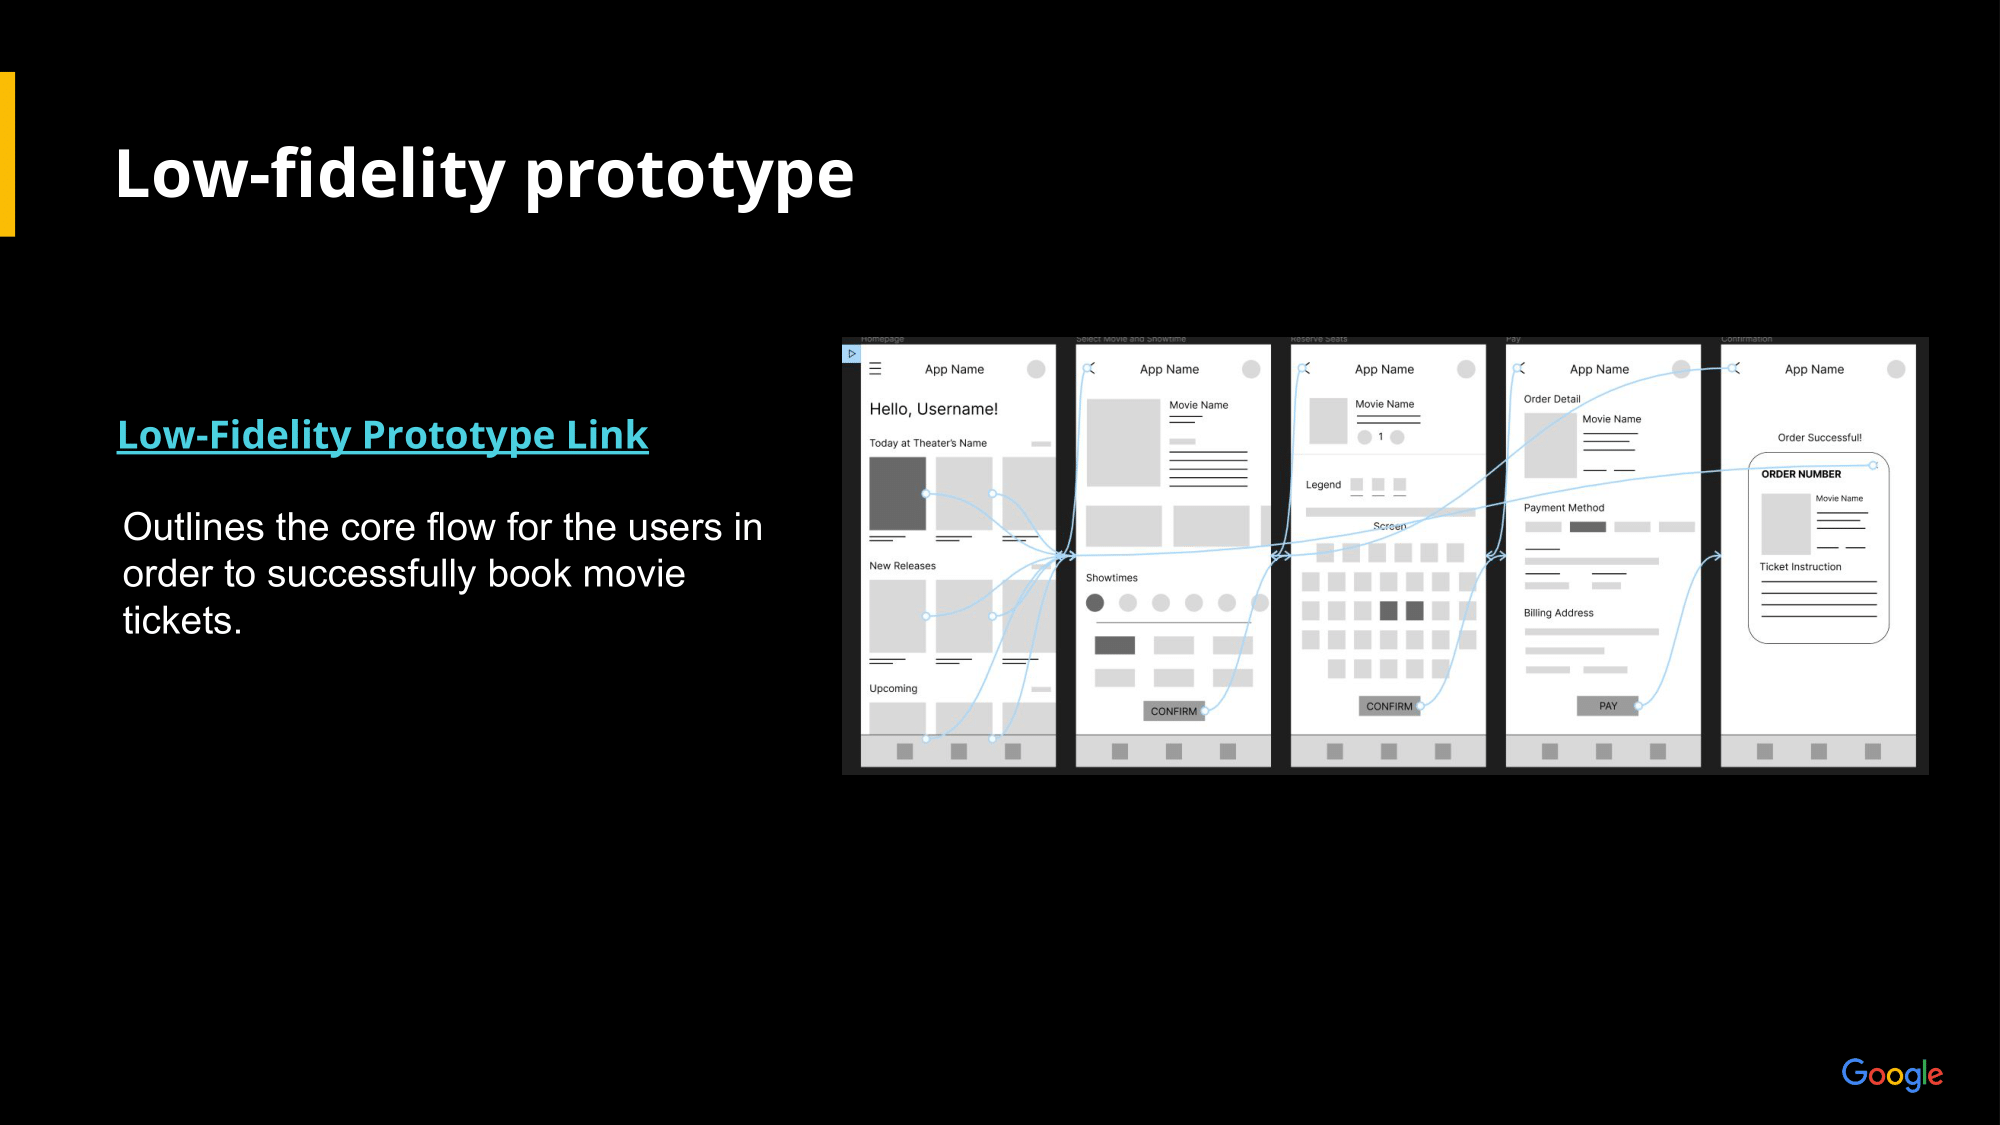 Low-fidelity prototype
Low-Fidelity Prototype Link
Outlines the core flow for the users in
order to successfully book movie
tickets.
Homepage
App Name
Hello, Username!
Today at Theater's Name
New Releases
Upcoming
Select Movie and Showtime
App Name
Movie Name
Showtimes
CONFIRM
Reserve Seats
App Name
Movie Name
1
Legend
Screen
CONFIRM
Pay
App Name
Order Detail
Movie Name
Payment Method
Billing Address
PAY
Confirmation
App Name
Order Successful!
ORDER NUMBER
Movie Name
Ticket Instruction
Google